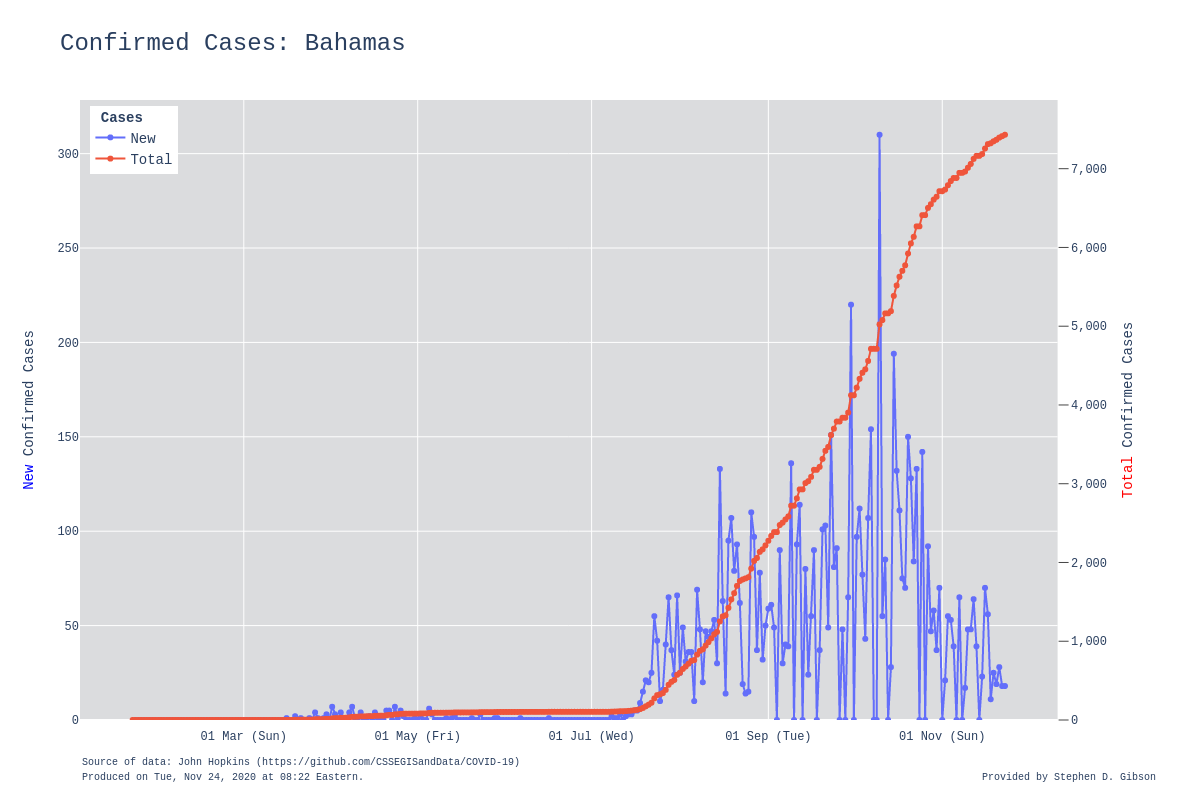 Confirmed Cases: Bahamas
Cases
New
Total
300
250
200
150
100
50
0
7,000
6,000
5,000
4,000
3,000
2,000
1,000
0
New Confirmed Cases
Total Confirmed Cases
01 Mar (Sun)
01 May (Fri)
01 Jul (Wed)
01 Sep (Tue)
01 Nov (Sun)
Source of data: John Hopkins (https://github.com/CSSEGISandData/COVID-19)
Produced on Tue, Nov 24, 2020 at 08:22 Eastern.
Provided by Stephen D. Gibson